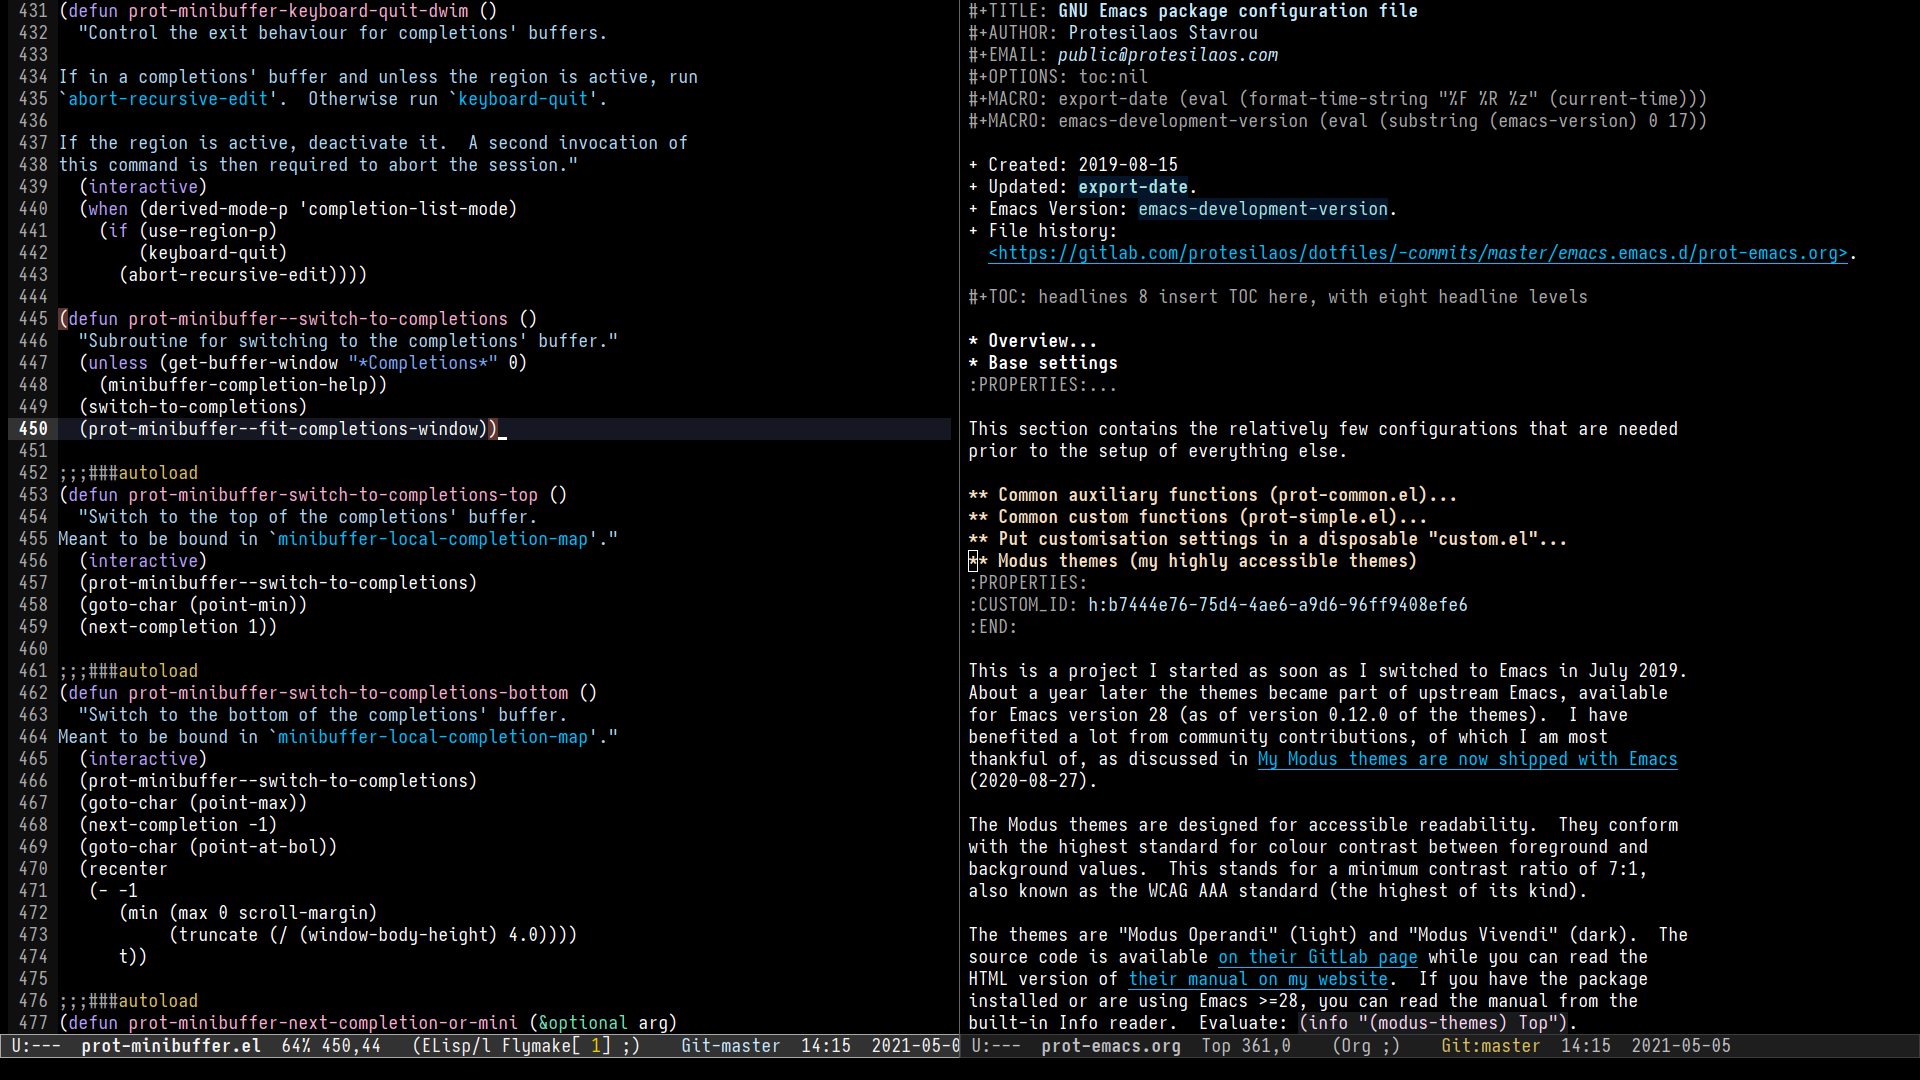 431 (defun prot-minibuffer-keyboard-quit-dwim ()
432   "Control the exit behaviour for completions' buffers.
433
434 If in a completions' buffer and unless the region is active, run
435 `abort-recursive-edit'.  Otherwise run `keyboard-quit'.
436
437 If the region is active, deactivate it.  A second invocation of
438 this command is then required to abort the session."
439   (interactive)
440   (when (derived-mode-p 'completion-list-mode)
441     (if (use-region-p)
442         (keyboard-quit)
443       (abort-recursive-edit))))
444
445 (defun prot-minibuffer--switch-to-completions ()
446   "Subroutine for switching to the completions' buffer."
447   (unless (get-buffer-window "*Completions*" 0)
448     (minibuffer-completion-help))
449   (switch-to-completions)
450   (prot-minibuffer--fit-completions-window))
451
452 ;;;###autoload
453 (defun prot-minibuffer-switch-to-completions-top ()
454   "Switch to the top of the completions' buffer.
455 Meant to be bound in `minibuffer-local-completion-map'."
456   (interactive)
457   (prot-minibuffer--switch-to-completions)
458   (goto-char (point-min))
459   (next-completion 1))
460
461 ;;;###autoload
462 (defun prot-minibuffer-switch-to-completions-bottom ()
463   "Switch to the bottom of the completions' buffer.
464 Meant to be bound in `minibuffer-local-completion-map'."
465   (interactive)
466   (prot-minibuffer--switch-to-completions)
467   (goto-char (point-max))
468   (next-completion -1)
469   (goto-char (point-at-bol))
470   (recenter
471    (- -1
472       (min (max 0 scroll-margin)
473            (truncate (/ (window-body-height) 4.0))))
474       t))
475
476 ;;;###autoload
477 (defun prot-minibuffer-next-completion-or-mini (&optional arg)
U:---  prot-minibuffer.el  64% 450,44   (ELisp/l Flymake[ 1] ;)    Git-master  14:15  2021-05-0
#+TITLE: GNU Emacs package configuration file
#+AUTHOR: Protesilaos Stavrou
#+EMAIL: public@protesilaos.com
#+OPTIONS: toc:nil
#+MACRO: export-date (eval (format-time-string "%F %R %z" (current-time)))
#+MACRO: emacs-development-version (eval (substring (emacs-version) 0 17))

+ Created: 2019-08-15
+ Updated: export-date.
+ Emacs Version: emacs-development-version.
+ File history:
  <https://gitlab.com/protesilaos/dotfiles/-commits/master/emacs.emacs.d/prot-emacs.org>.

#+TOC: headlines 8 insert TOC here, with eight headline levels

* Overview...
* Base settings
:PROPERTIES:...

This section contains the relatively few configurations that are needed
prior to the setup of everything else.

** Common auxiliary functions (prot-common.el)...
** Common custom functions (prot-simple.el)...
** Put customisation settings in a disposable "custom.el"...
** Modus themes (my highly accessible themes)
:PROPERTIES:
:CUSTOM_ID: h:b7444e76-75d4-4ae6-a9d6-96ff9408efe6
:END:

This is a project I started as soon as I switched to Emacs in July 2019.
About a year later the themes became part of upstream Emacs, available
for Emacs version 28 (as of version 0.12.0 of the themes).  I have
benefited a lot from community contributions, of which I am most
thankful of, as discussed in My Modus themes are now shipped with Emacs
(2020-08-27).

The Modus themes are designed for accessible readability.  They conform
with the highest standard for colour contrast between foreground and
background values.  This stands for a minimum contrast ratio of 7:1,
also known as the WCAG AAA standard (the highest of its kind).

The themes are "Modus Operandi" (light) and "Modus Vivendi" (dark).  The
source code is available on their GitLab page while you can read the
HTML version of their manual on my website.  If you have the package
installed or are using Emacs >=28, you can read the manual from the
built-in Info reader.  Evaluate: (info "(modus-themes) Top").
U:---  prot-emacs.org  Top 361,0    (Org ;)    Git:master  14:15  2021-05-05